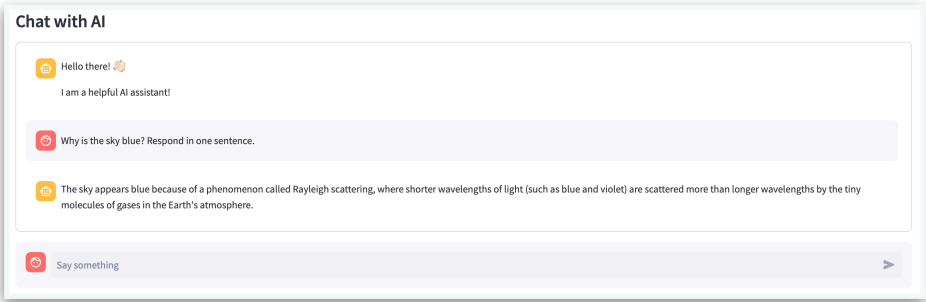 Chat with AI
Hello there! 👋🏻
I am a helpful AI assistant!
Why is the sky blue? Respond in one sentence.
The sky appears blue because of a phenomenon called Rayleigh scattering, where shorter wavelengths of light (such as blue and violet) are scattered more than longer wavelengths by the tiny
molecules of gases in the Earth's atmosphere.
Say something